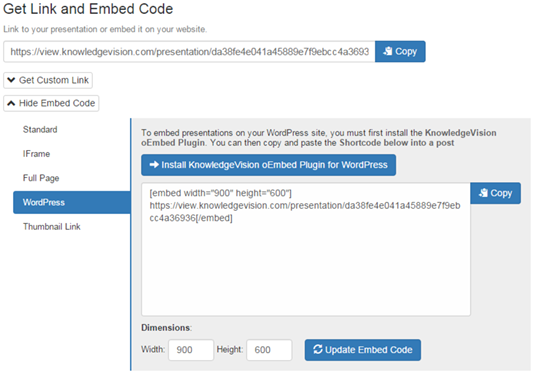 Get Link and Embed Code
Link to your presentation or embed it on your website.
https://view.knowledgevision.com/presentation/da38fe4e041a45889e7f9ebcc4a3693
Copy
Get Custom Link
Hide Embed Code
Standard
IFrame
Full Page
WordPress
Thumbnail Link
To embed presentations on your WordPress site, you must first install the KnowledgeVision
oEmbed Plugin. You can then copy and paste the Shortcode below into a post
Install KnowledgeVision oEmbed Plugin for WordPress
[embed width="900" height="600"]
https://view.knowledgevision.com/presentation/da38fe4e041a45889e7f9eb
cc4a36936[/embed]
Copy
Dimensions:
Width: 900 Height: 600 Update Embed Code